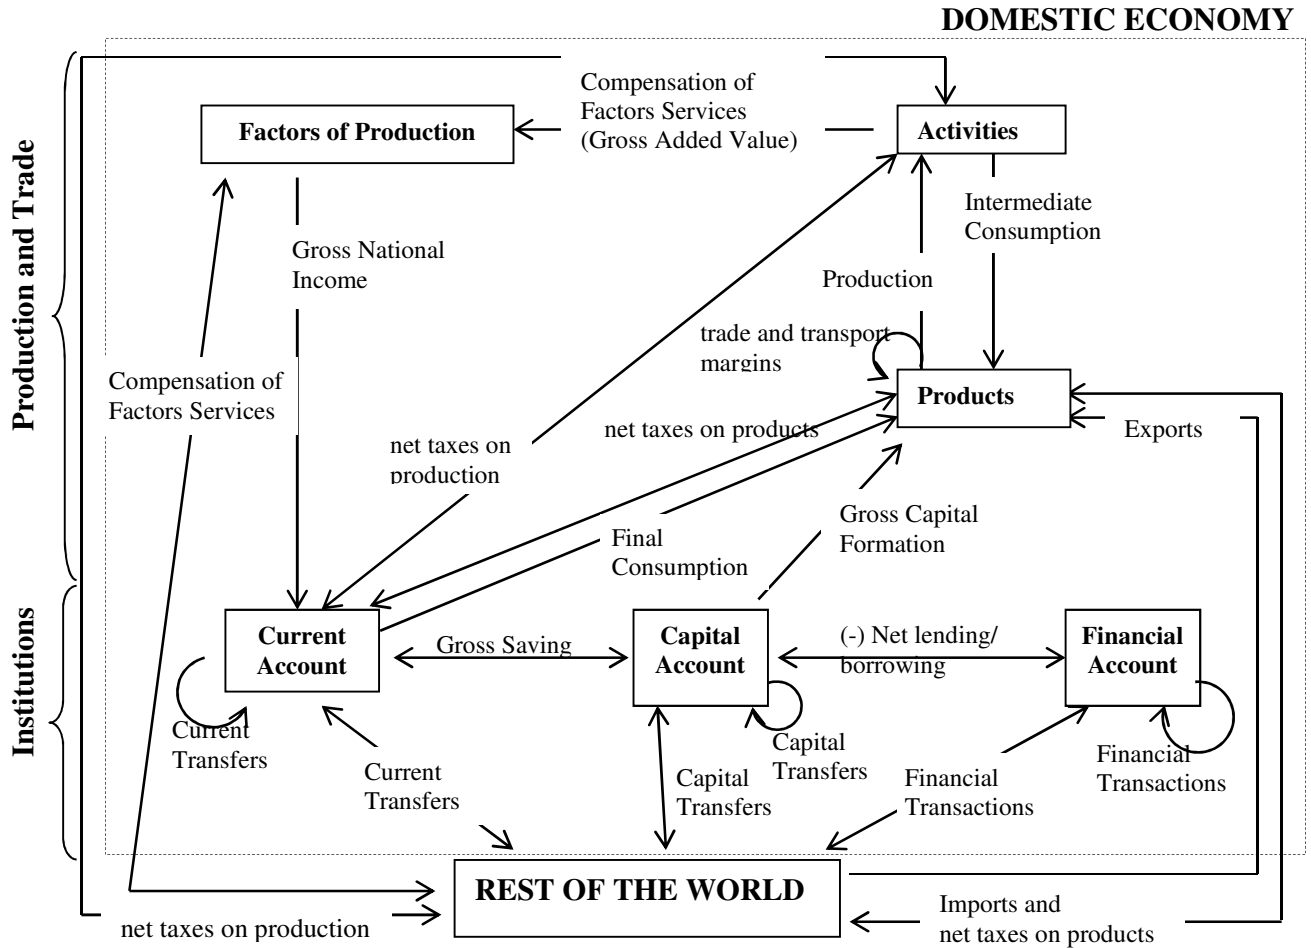 DOMESTIC ECONOMY
Production and Trade
Institutions
Factors of Production
Compensation of
Factors Services
(Gross Added Value)
Activities
Gross National
Income
Intermediate
Consumption
Production
trade and transport
margins
Compensation of
Factors Services
Products
net taxes on
production
net taxes on products
Exports
Final
Consumption
Gross Capital
Formation
Current
Account
Gross Saving
Capital
Account
(-) Net lending/
borrowing
Financial
Account
Current
Transfers
Current
Transfers
Capital
Transfers
Capital
Transfers
Financial
Transactions
Financial
Transactions
REST OF THE WORLD
net taxes on production
Imports and
net taxes on products